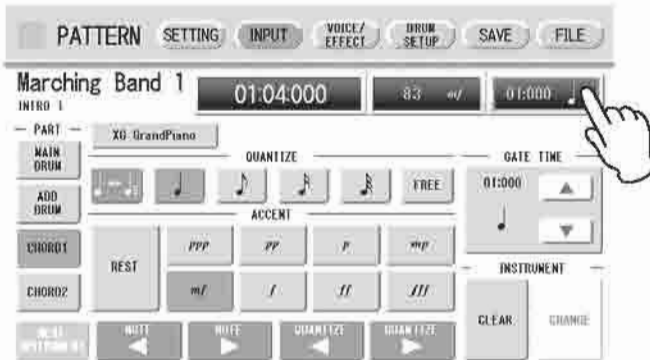 PATTERN SETTING INPUT VOICE/EFFECT DRUM SETUP SAVE FILE
Marching Band 1 01:04:000 83 mf 01:000
INTRO 1
PART
XG GrandPiano
MAIN DRUM
QUANTIZE
GATE TIME
FREE
01:000
ADD DRUM
ACCENT
CHORD1
REST
ppp pp p mp
INSTRUMENT
CHORD2
mf f ff fff
CLEAR
CHANGE
NOTE NOTE QUANTIZE QUANTIZE